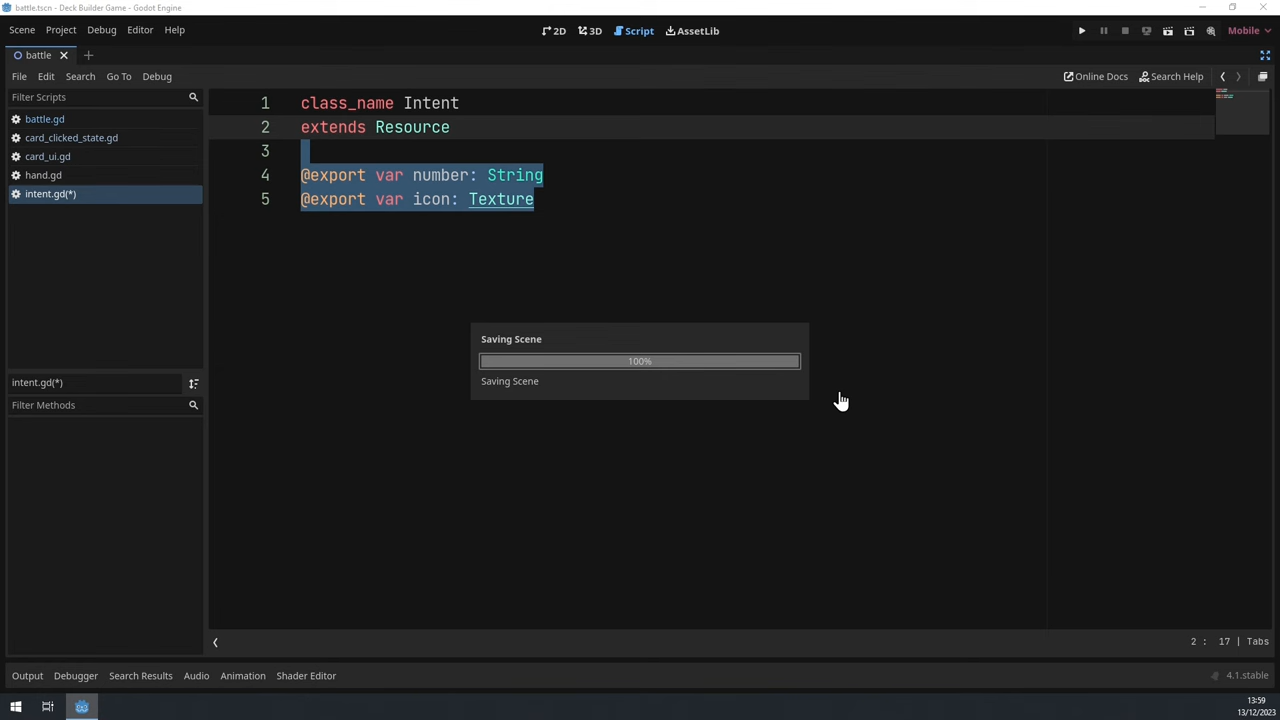 battle.tscn - Deck Builder Game - Godot Engine
Scene Project Debug Editor Help
2D 3D Script AssetLib
Mobile
battle
File Edit Search Go To Debug
Online Docs Search Help
Filter Scripts
battle.gd
card_clicked_state.gd
card_ui.gd
hand.gd
intent.gd(*)
intent.gd(*)
Filter Methods
1 class_name Intent
2 extends Resource
3
4 @export var number: String
5 @export var icon: Texture
Saving Scene
100%
Saving Scene
2 : 17 | Tabs
Output Debugger Search Results Audio Animation Shader Editor
4.1.stable
13:59
13/12/2023